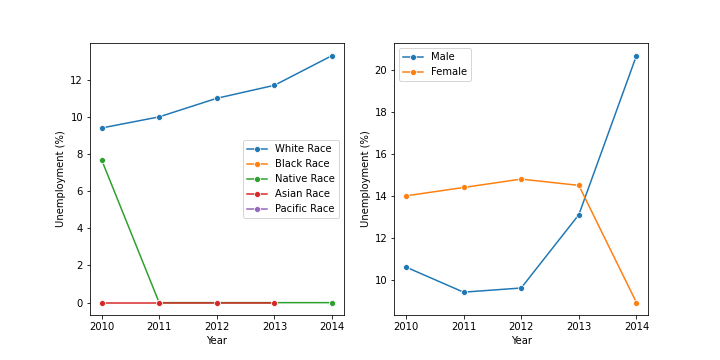 12
10
8
6
4
2
0
Unemployment (%)
2010 2011 2012 2013 2014
Year
White Race
Black Race
Native Race
Asian Race
Pacific Race
20
18
16
14
12
10
Unemployment (%)
2010 2011 2012 2013 2014
Year
Male
Female